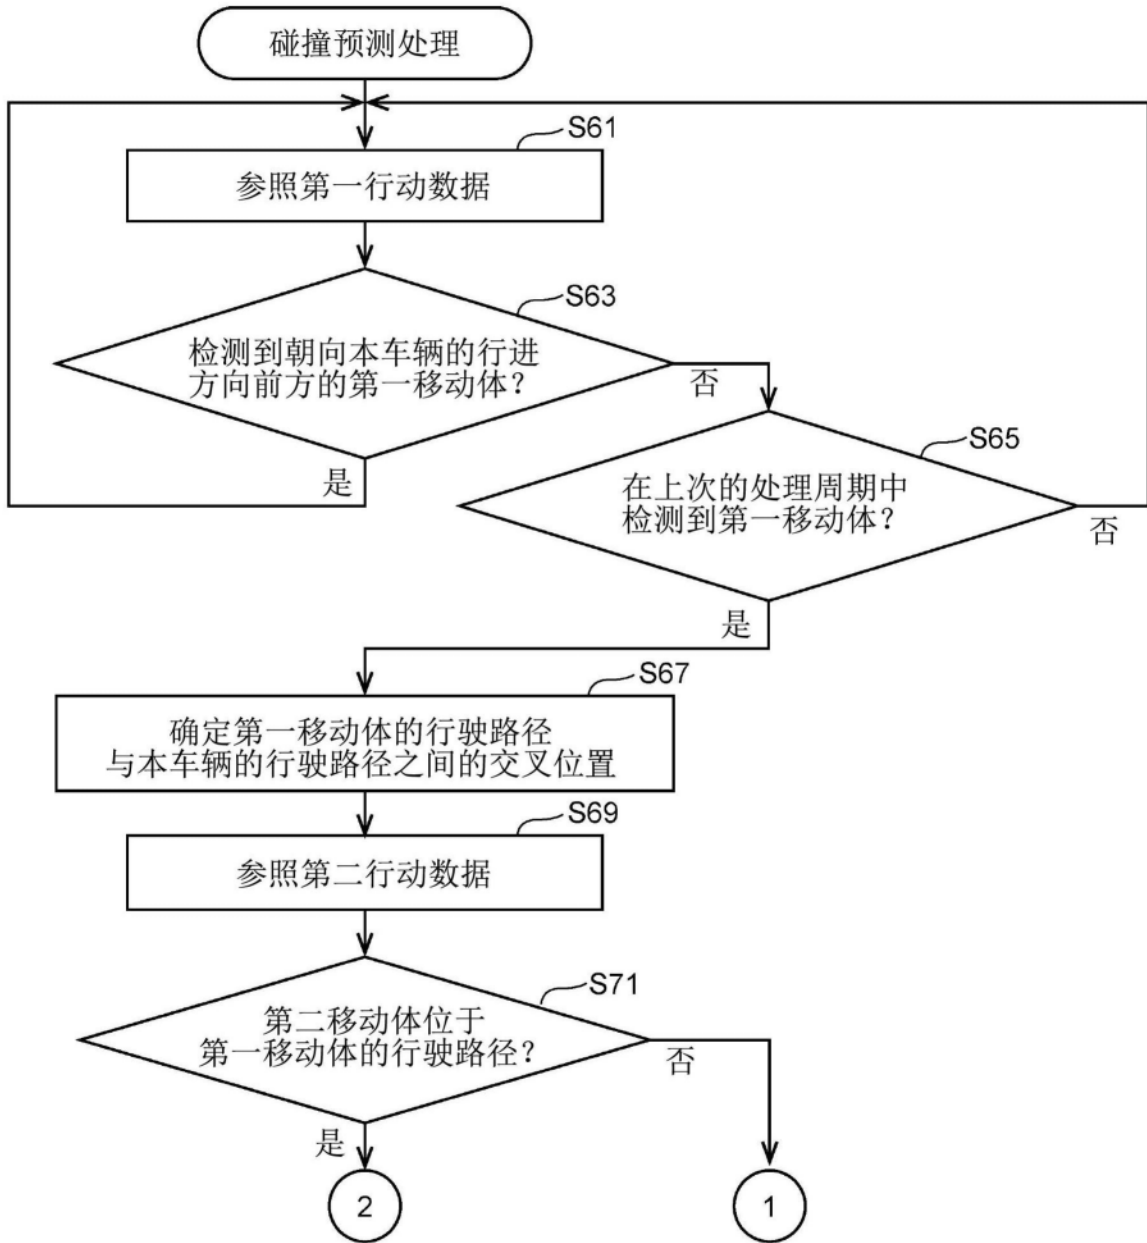 碰撞预测处理
S61
参照第一行动数据
S63
检测到朝向本车辆的行进
方向前方的第一移动体?
否
是
S65
在上次的处理周期中
检测到第一移动体?
否
是
S67
确定第一移动体的行驶路径
与本车辆的行驶路径之间的交叉位置
S69
参照第二行动数据
S71
第二移动体位于
第一移动体的行驶路径?
否
是
2
1